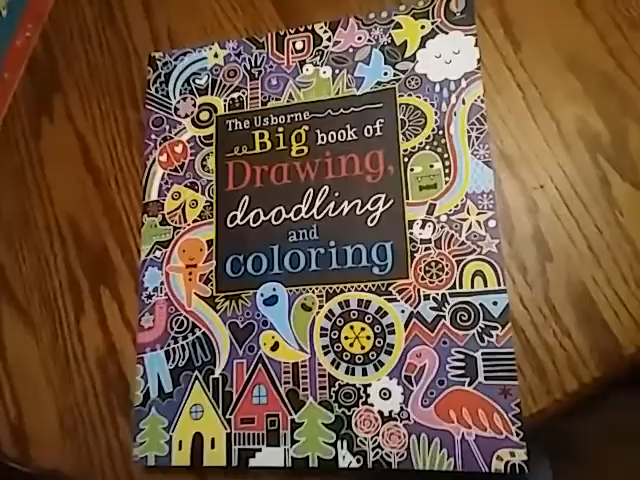 The Usborne
Big book of
Drawing,
doodling
and
coloring